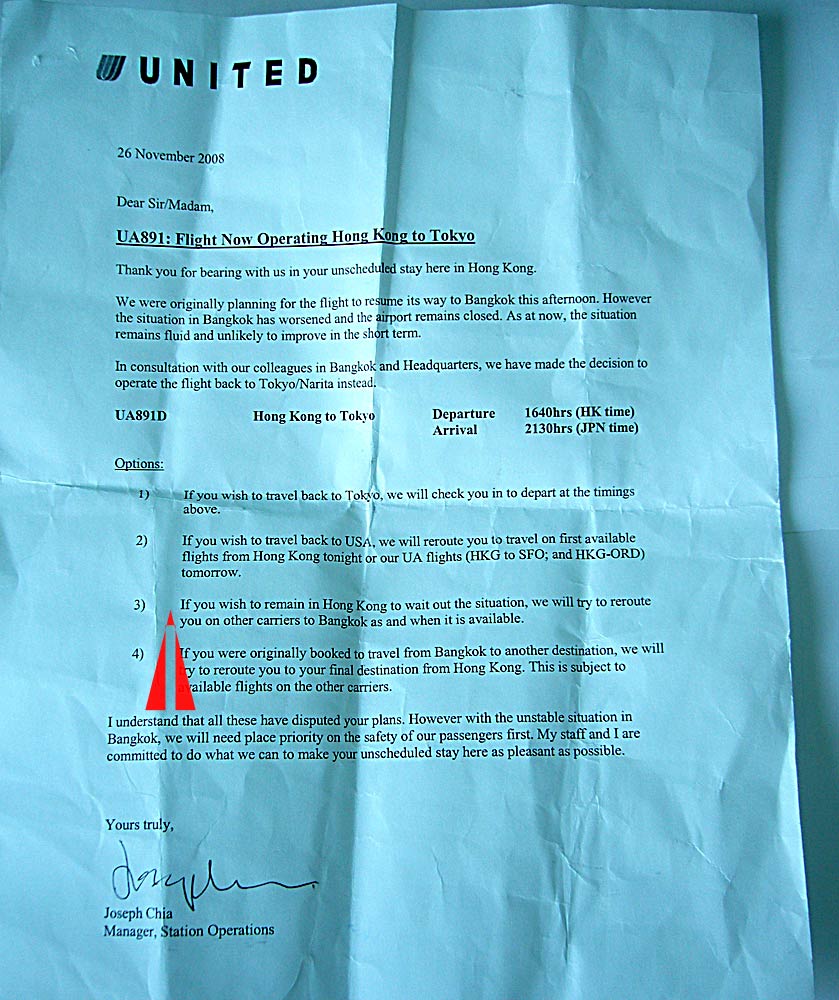 UNITED
26 November 2008
Dear Sir/Madam,
UA891: Flight Now Operating Hong Kong to Tokyo
Thank you for bearing with us in your unscheduled stay here in Hong Kong.
We were originally planning for the flight to resume its way to Bangkok this afternoon. However
the situation in Bangkok has worsened and the airport remains closed. As at now, the situation
remains fluid and unlikely to improve in the short term.
In consultation with our colleagues in Bangkok and Headquarters, we have made the decision to
operate the flight back to Tokyo/Narita instead.
UA891D Hong Kong to Tokyo Departure 1640hrs (HK time)
Arrival 2130hrs (JPN time)
Options:
1) If you wish to travel back to Tokyo, we will check you in to depart at the timings
above.
2) If you wish to travel back to USA, we will reroute you to travel on first available
flights from Hong Kong tonight or our UA flights (HKG to SFO; and HKG-ORD)
tomorrow.
3) If you wish to remain in Hong Kong to wait out the situation, we will try to reroute
you on other carriers to Bangkok as and when it is available.
4) If you were originally booked to travel from Bangkok to another destination, we will
try to reroute you to your final destination from Hong Kong. This is subject to
available flights on the other carriers.
I understand that all these have disputed your plans. However with the unstable situation in
Bangkok, we will need place priority on the safety of our passengers first. My staff and I are
committed to do what we can to make your unscheduled stay here as pleasant as possible.
Yours truly,
Joseph Chia
Manager, Station Operations